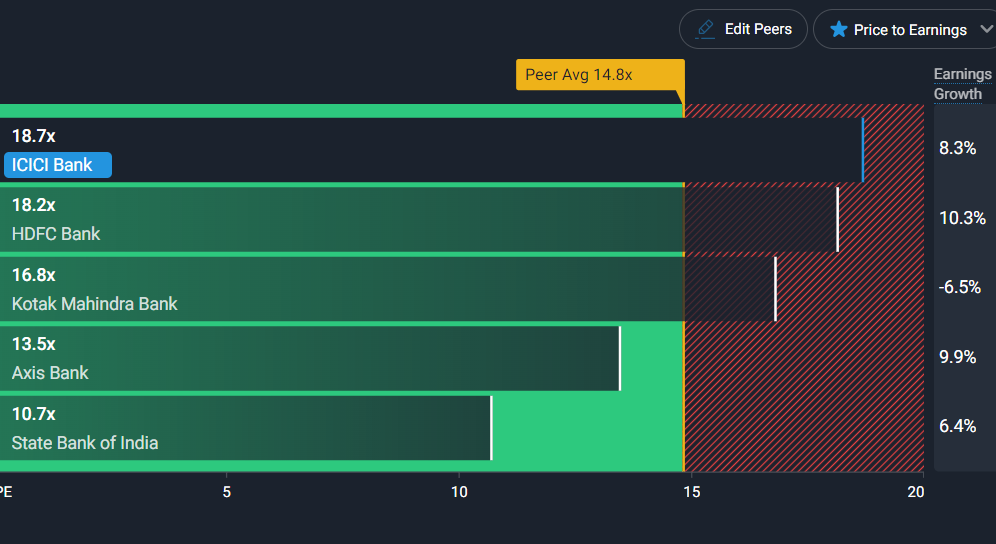 Edit Peers
Price to Earnings
Peer Avg 14.8x
Earnings
Growth
18.7x
ICICI Bank
8.3%
18.2x
HDFC Bank
10.3%
16.8x
Kotak Mahindra Bank
-6.5%
13.5x
Axis Bank
9.9%
10.7x
State Bank of India
6.4%
PE
5
10
15
20